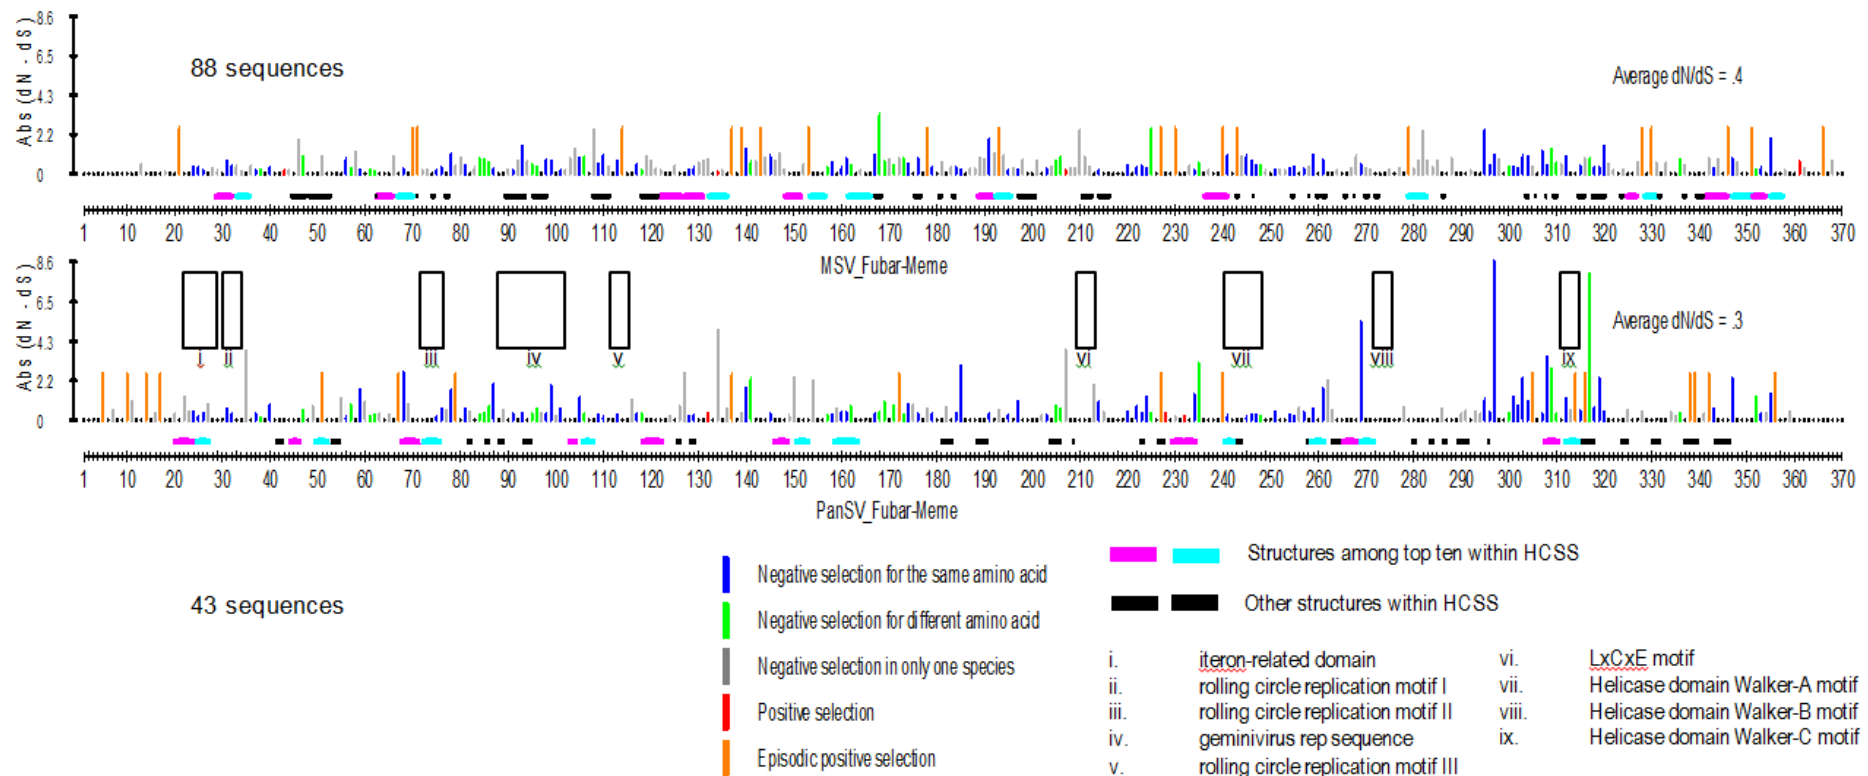 8.6
6.5
4.3
2.2
0
Abs (dN - dS)
88 sequences
Average dN/dS = .4
1 10 20 30 40 50 60 70 80 90 100 110 120 130 140 150 160 170 180 190 200 210 220 230 240 250 260 270 280 290 300 310 320 330 340 350 360 370
MSV_Fubar-Meme
8.6
6.5
4.3
2.2
0
Abs (dN - dS)
Average dN/dS = .3
i ii iii iv v vi vii viii ix
1 10 20 30 40 50 60 70 80 90 100 110 120 130 140 150 160 170 180 190 200 210 220 230 240 250 260 270 280 290 300 310 320 330 340 350 360 370
PanSV_Fubar-Meme
43 sequences
Negative selection for the same amino acid
Negative selection for different amino acid
Negative selection in only one species
Positive selection
Episodic positive selection
Structures among top ten within HCSS
Other structures within HCSS
i. iteron-related domain
ii. rolling circle replication motif I
iii. rolling circle replication motif II
iv. geminivirus rep sequence
v. rolling circle replication motif III
vi. LxCxE motif
vii. Helicase domain Walker-A motif
viii. Helicase domain Walker-B motif
ix. Helicase domain Walker-C motif